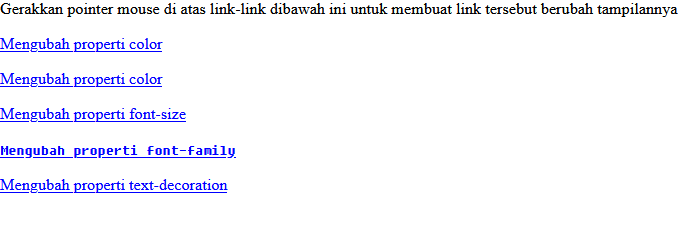 Gerakkan pointer mouse di atas link-link dibawah ini untuk membuat link tersebut berubah tampilannya
Mengubah properti color
Mengubah properti color
Mengubah properti font-size
Mengubah properti font-family
Mengubah properti text-decoration